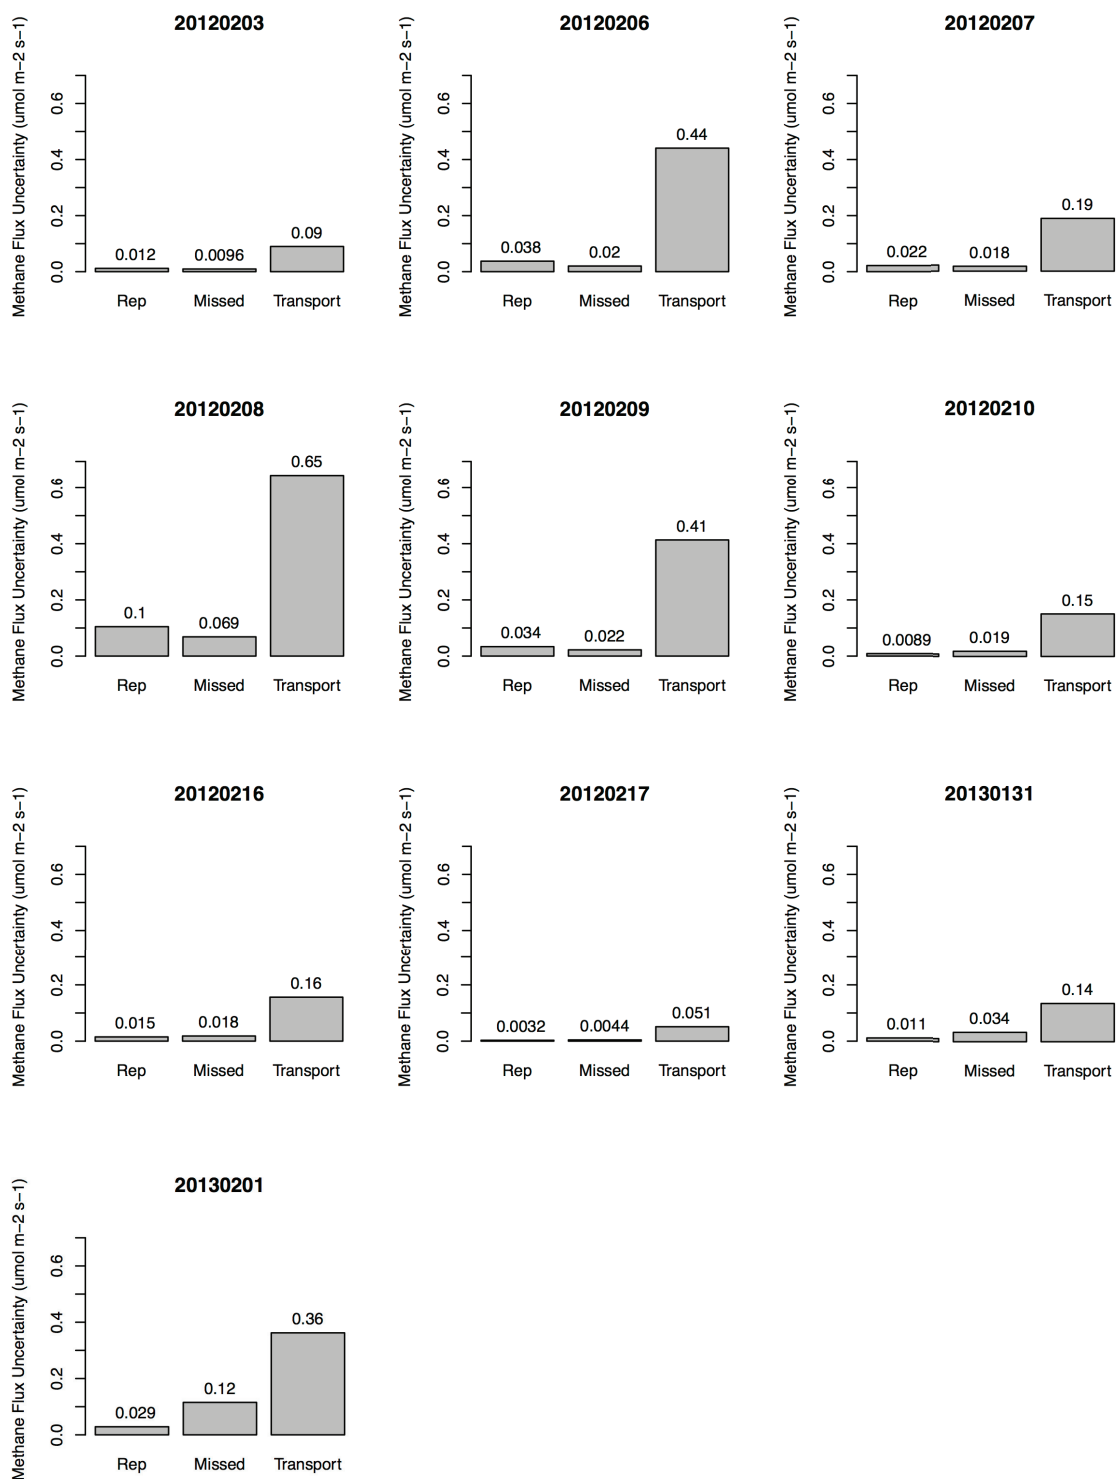 20120203
Methane Flux Uncertainty (umol m−2 s−1)
0.0 0.2 0.4 0.6
0.012 0.0096 0.09
Rep Missed Transport
20120206
Methane Flux Uncertainty (umol m−2 s−1)
0.0 0.2 0.4 0.6
0.038 0.02 0.44
Rep Missed Transport
20120207
Methane Flux Uncertainty (umol m−2 s−1)
0.0 0.2 0.4 0.6
0.022 0.018 0.19
Rep Missed Transport
20120208
Methane Flux Uncertainty (umol m−2 s−1)
0.0 0.2 0.4 0.6
0.1 0.069 0.65
Rep Missed Transport
20120209
Methane Flux Uncertainty (umol m−2 s−1)
0.0 0.2 0.4 0.6
0.034 0.022 0.41
Rep Missed Transport
20120210
Methane Flux Uncertainty (umol m−2 s−1)
0.0 0.2 0.4 0.6
0.0089 0.019 0.15
Rep Missed Transport
20120216
Methane Flux Uncertainty (umol m−2 s−1)
0.0 0.2 0.4 0.6
0.015 0.018 0.16
Rep Missed Transport
20120217
Methane Flux Uncertainty (umol m−2 s−1)
0.0 0.2 0.4 0.6
0.0032 0.0044 0.051
Rep Missed Transport
20130131
Methane Flux Uncertainty (umol m−2 s−1)
0.0 0.2 0.4 0.6
0.011 0.034 0.14
Rep Missed Transport
20130201
Methane Flux Uncertainty (umol m−2 s−1)
0.0 0.2 0.4 0.6
0.029 0.12 0.36
Rep Missed Transport